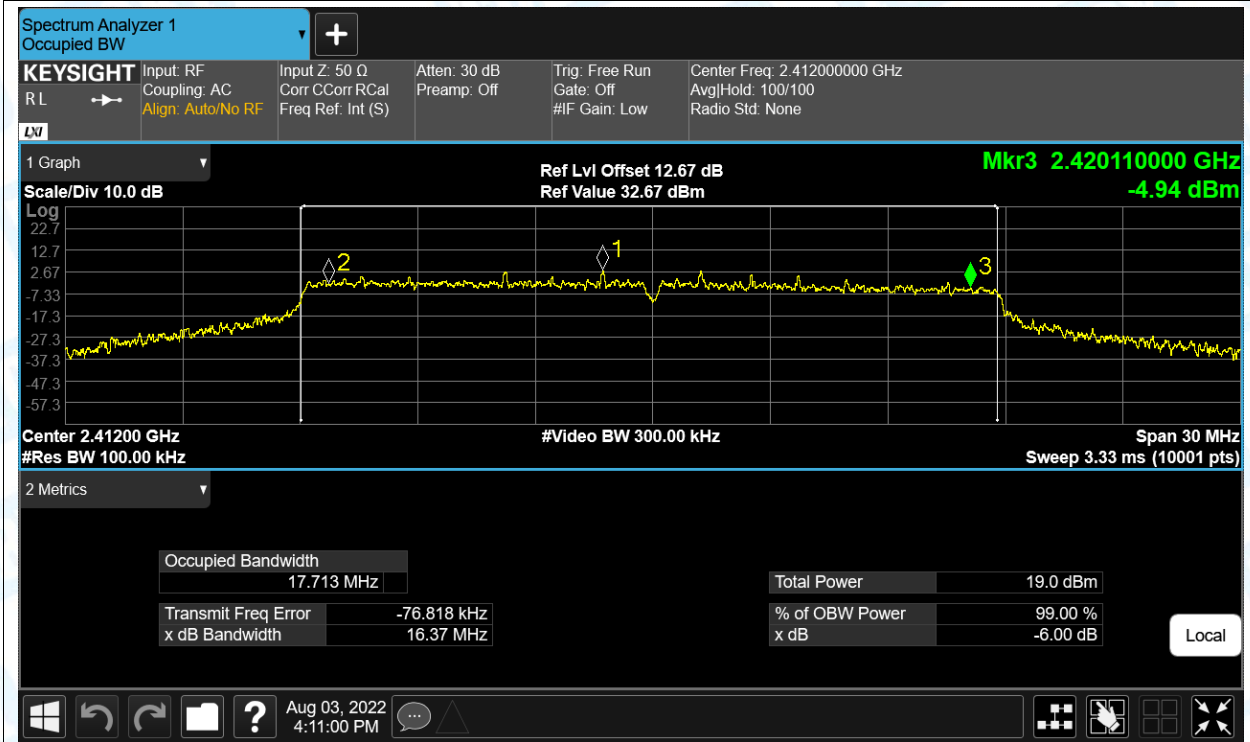 Spectrum Analyzer 1
Occupied BW
KEYSIGHT
R L
LXI
Input: RF
Coupling: AC
Align: Auto/No RF
Input Z: 50 Ω
Corr CCorr RCal
Freq Ref: Int (S)
Atten: 30 dB
Preamp: Off
Trig: Free Run
Gate: Off
#IF Gain: Low
Center Freq: 2.412000000 GHz
Avg|Hold: 100/100
Radio Std: None
1 Graph
Scale/Div 10.0 dB
Ref Lvl Offset 12.67 dB
Ref Value 32.67 dBm
Mkr3 2.420110000 GHz
-4.94 dBm
Log
22.7
12.7
2.67
-7.33
-17.3
-27.3
-37.3
-47.3
-57.3
2
1
3
Center 2.41200 GHz
#Res BW 100.00 kHz
#Video BW 300.00 kHz
Span 30 MHz
Sweep 3.33 ms (10001 pts)
2 Metrics
Occupied Bandwidth
17.713 MHz
Transmit Freq Error -76.818 kHz
x dB Bandwidth 16.37 MHz
Total Power 19.0 dBm
% of OBW Power 99.00 %
x dB -6.00 dB
Local
?
Aug 03, 2022
4:11:00 PM